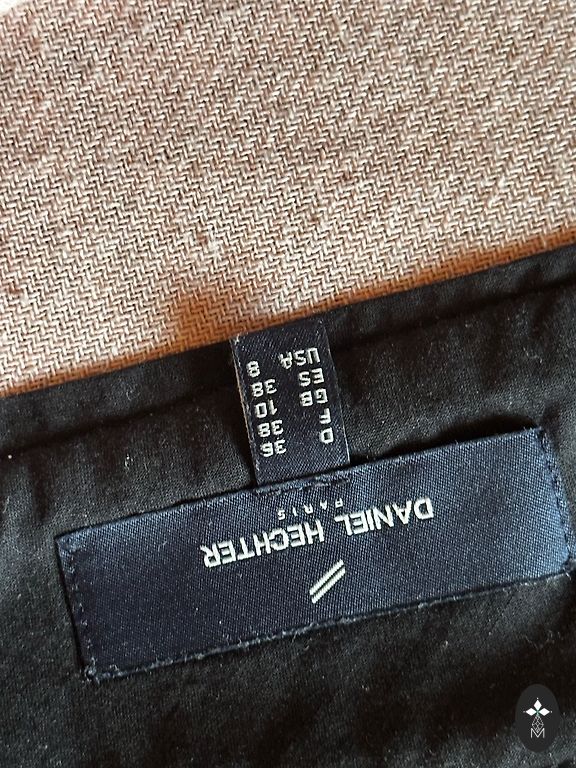 DANIEL HECHTER
PARIS
D 36
F 38
GB 10
ES 38
USA 8
M